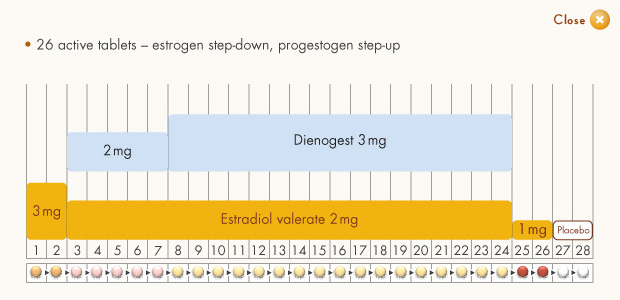 Close
• 26 active tablets – estrogen step-down, progestogen step-up
Dienogest 3 mg
2 mg
3 mg
Estradiol valerate 2 mg
1 mg
Placebo
1 2 3 4 5 6 7 8 9 10 11 12 13 14 15 16 17 18 19 20 21 22 23 24 25 26 27 28